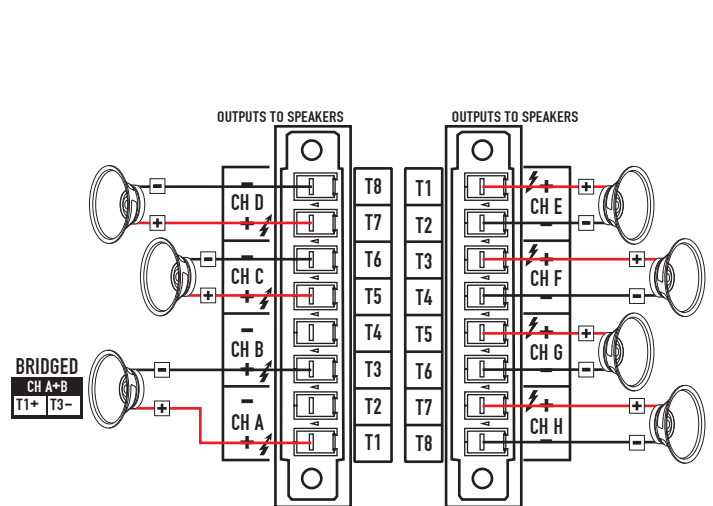 OUTPUTS TO SPEAKERS
OUTPUTS TO SPEAKERS
- CH D +
- CH C +
- CH B +
- CH A +
T8
T7
T6
T5
T4
T3
T2
T1
T1
T2
T3
T4
T5
T6
T7
T8
+ CH E -
+ CH F -
+ CH G -
+ CH H -
- 
+
-
+
-
+
+
-
+
-
+
-
+
-
BRIDGED
CH A+B
T1+ T3-